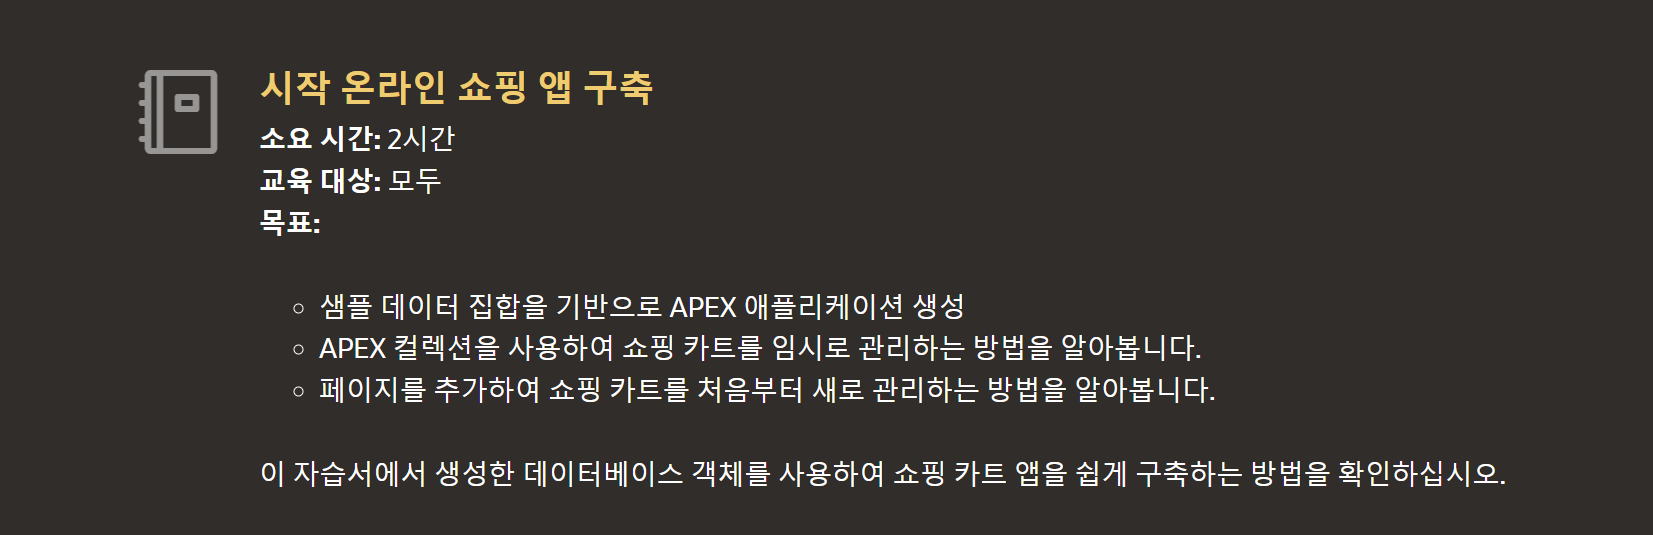 시작 온라인 쇼핑 앱 구축
소요 시간: 2시간
교육 대상: 모두
목표:
샘플 데이터 집합을 기반으로 APEX 애플리케이션 생성
APEX 컬렉션을 사용하여 쇼핑 카트를 임시로 관리하는 방법을 알아봅니다.
페이지를 추가하여 쇼핑 카트를 처음부터 새로 관리하는 방법을 알아봅니다.
이 자습서에서 생성한 데이터베이스 객체를 사용하여 쇼핑 카트 앱을 쉽게 구축하는 방법을 확인하십시오.